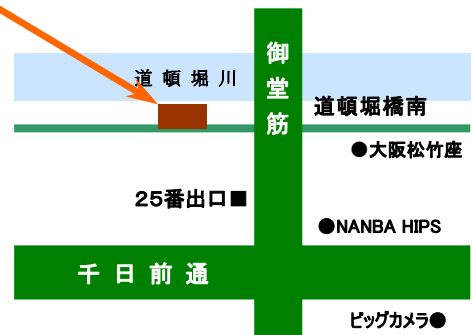 御堂筋
道頓堀川
道頓堀橋南
●大阪松竹座
25番出口■
●NANBA HIPS
千日前通
ビッグカメラ●